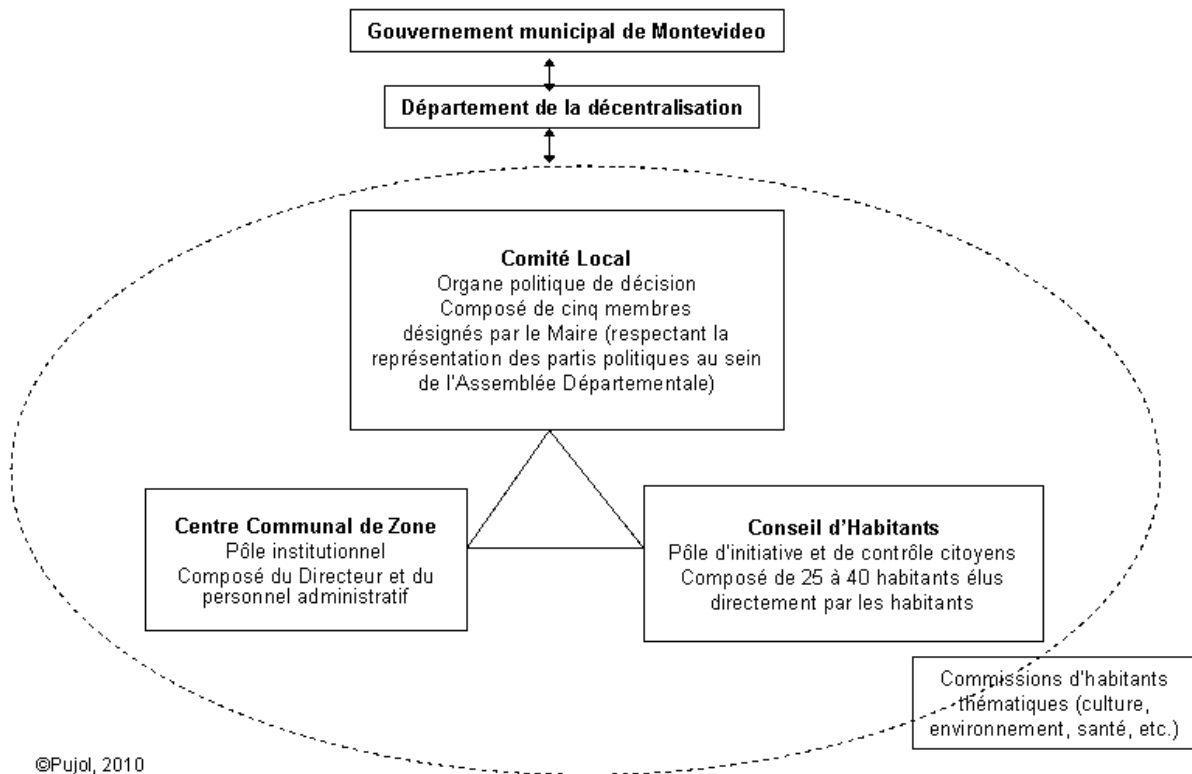 Gouvernement municipal de Montevideo
Département de la décentralisation
Comité Local
Organe politique de décision
Composé de cinq membres
désignés par le Maire (respectant la
représentation des partis politiques au sein
de l'Assemblée Départementale)
Centre Communal de Zone
Pôle institutionnel
Composé du Directeur et du
personnel administratif
Conseil d'Habitants
Pôle d'initiative et de contrôle citoyens
Composé de 25 à 40 habitants élus
directement par les habitants
Commissions d'habitants
thématiques (culture,
environnement, santé, etc.)
©Pujol, 2010